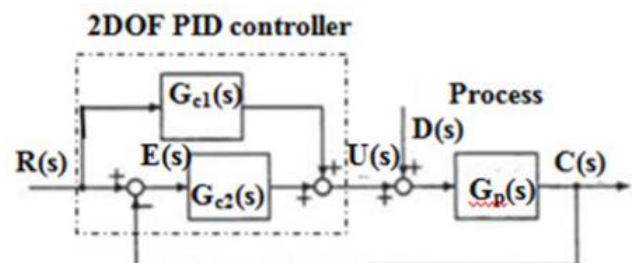 2DOF PID controller
Gc1(s)
Process
D(s)
R(s)
E(s)
U(s)
C(s)
Gc2(s)
Gp(s)
+
−
+
+
+
+